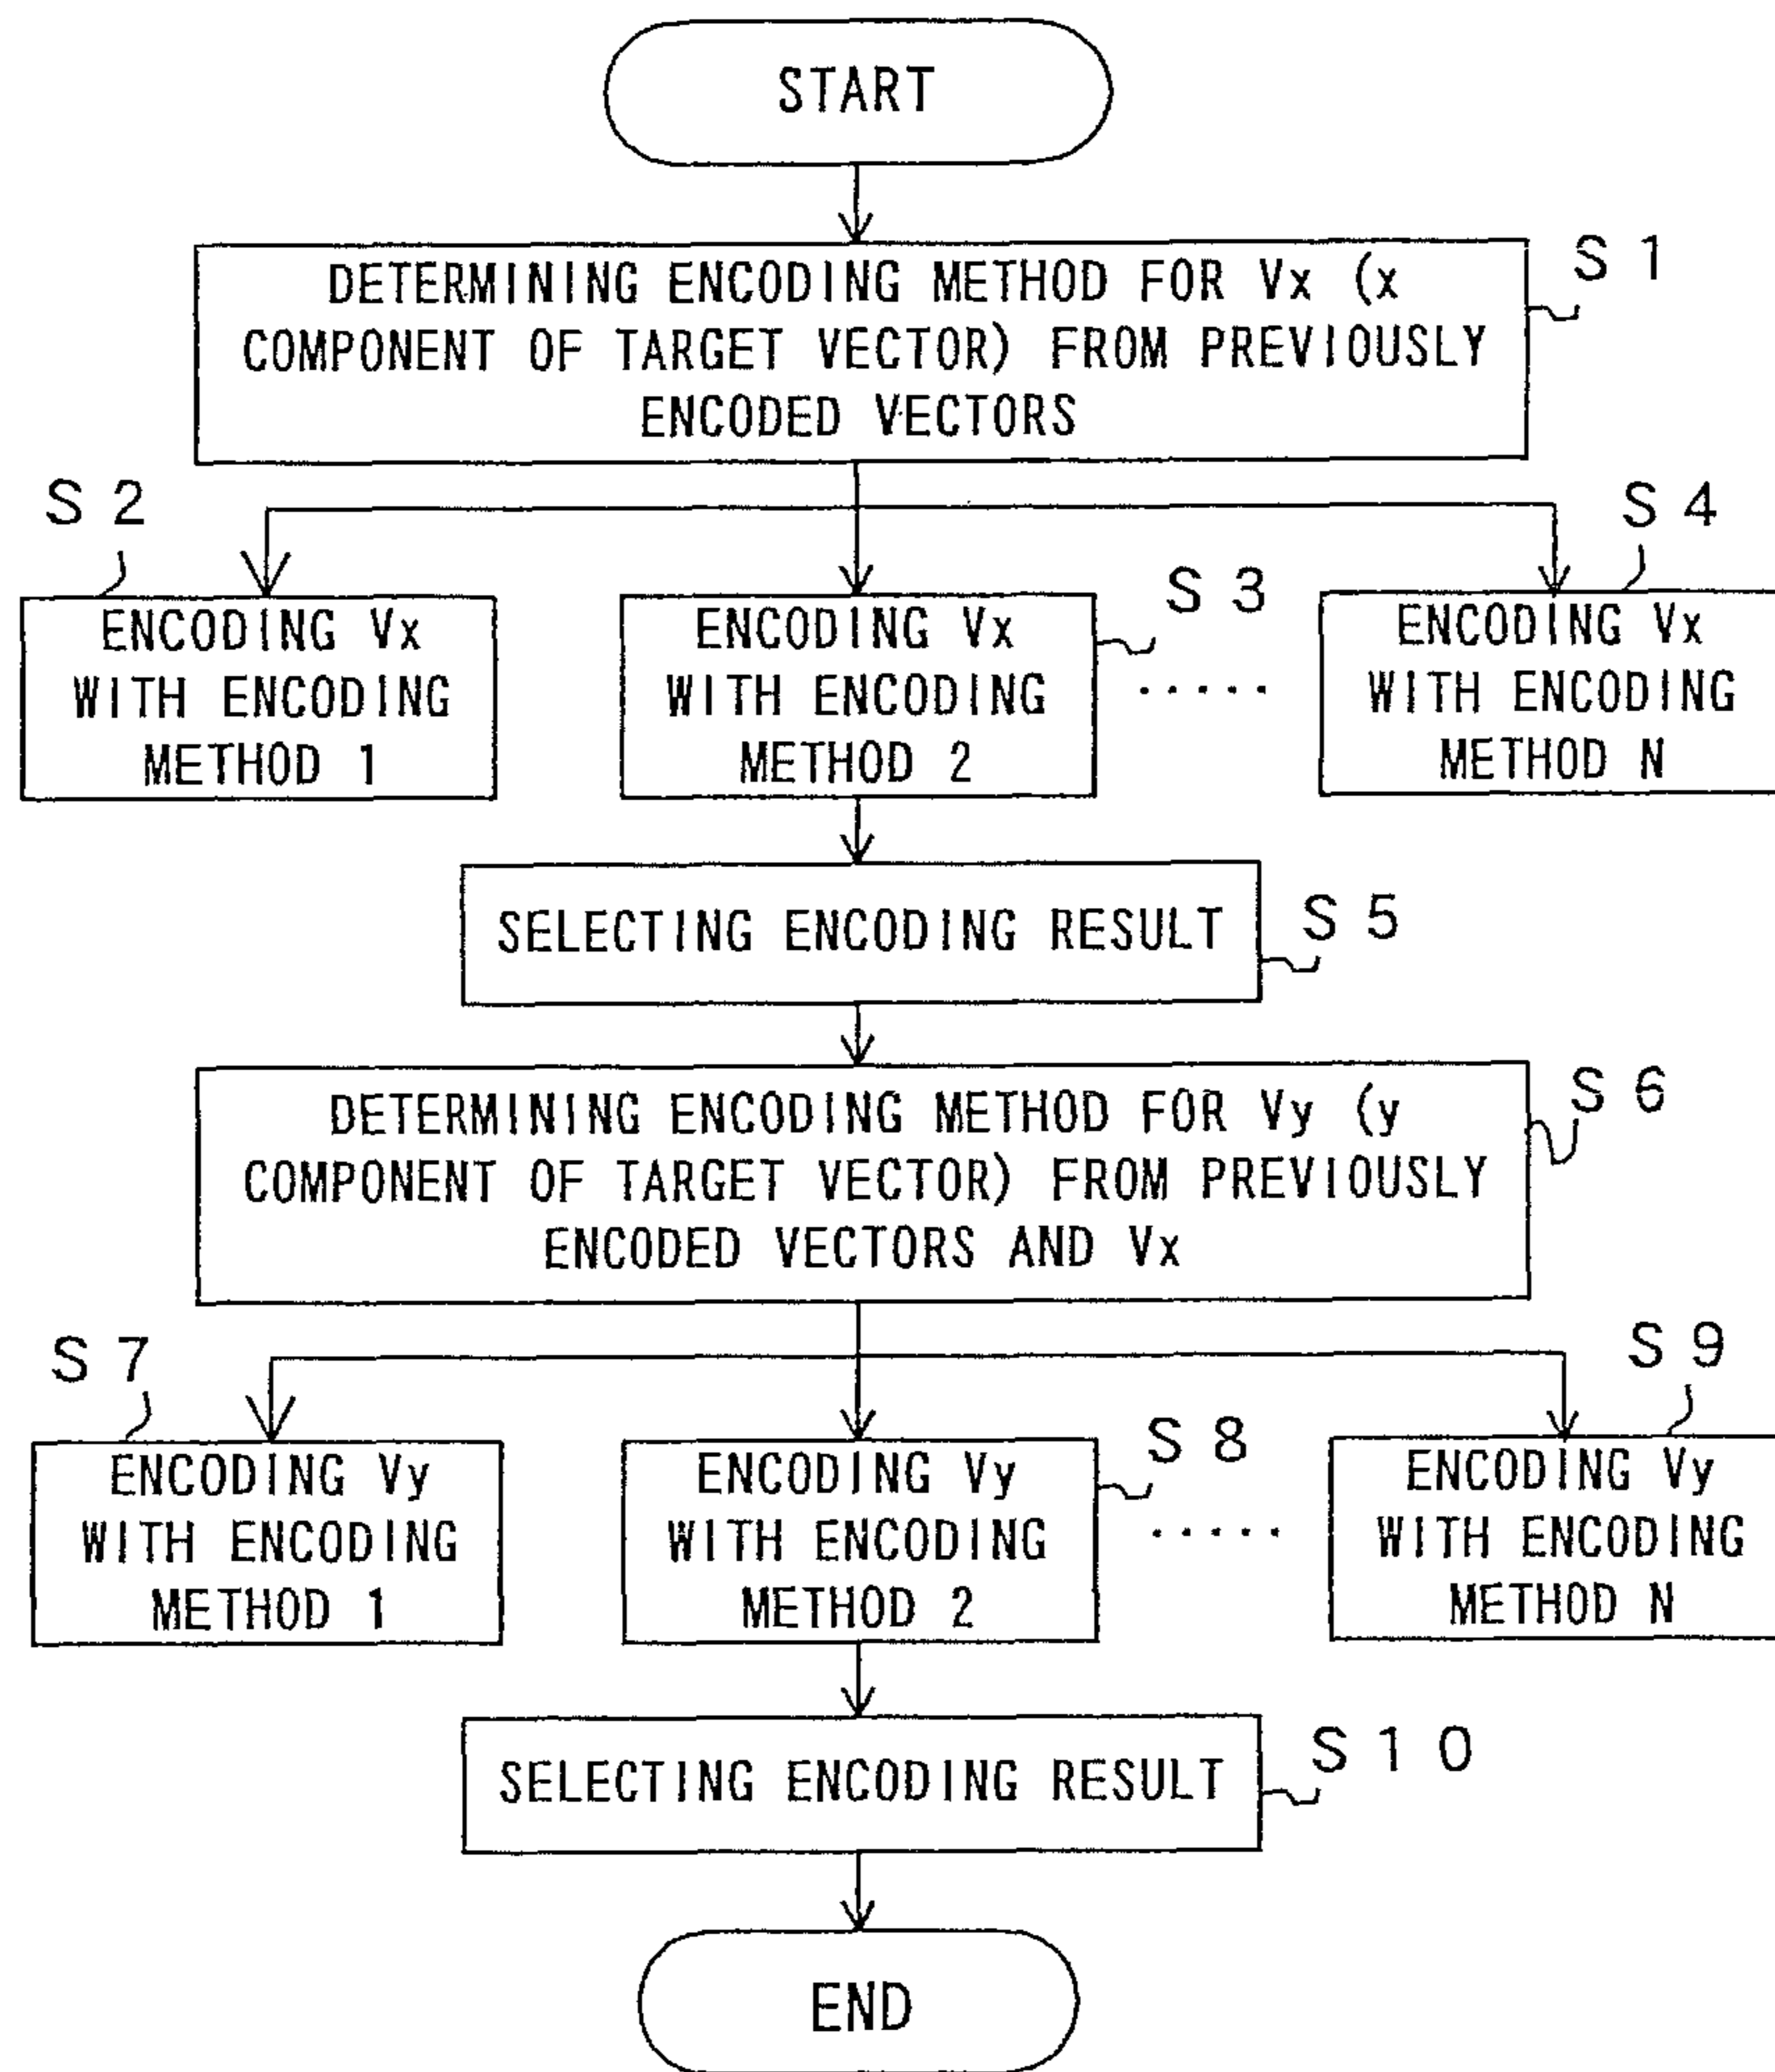 START
S 1
DETERMINING ENCODING METHOD FOR Vx (x
COMPONENT OF TARGET VECTOR) FROM PREVIOUSLY
ENCODED VECTORS
S 2
ENCODING Vx
WITH ENCODING
METHOD 1
S 3
ENCODING Vx
WITH ENCODING
METHOD 2
.....
S 4
ENCODING Vx
WITH ENCODING
METHOD N
SELECTING ENCODING RESULT
S 5
DETERMINING ENCODING METHOD FOR Vy (y
COMPONENT OF TARGET VECTOR) FROM PREVIOUSLY
ENCODED VECTORS AND Vx
S 6
S 7
ENCODING Vy
WITH ENCODING
METHOD 1
S 8
ENCODING Vy
WITH ENCODING
METHOD 2
.....
S 9
ENCODING Vy
WITH ENCODING
METHOD N
SELECTING ENCODING RESULT
S 1 0
END